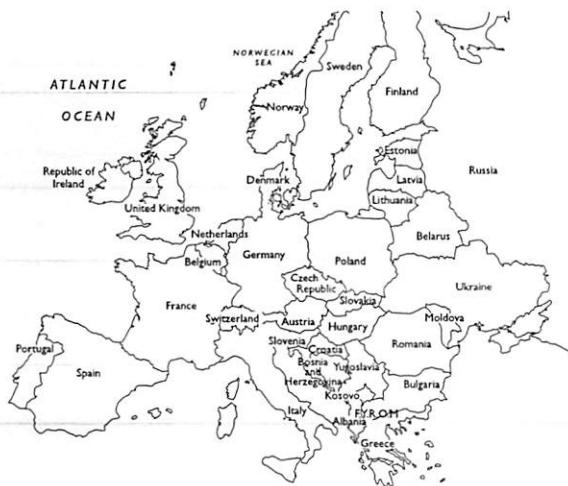 NORWEGIAN
SEA
Sweden
ATLANTIC
OCEAN
Finland
Norway
Estonia
Russia
Republic of
Ireland
Denmark
Latvia
Lithuania
United Kingdom
Netherlands
Belarus
Belgium
Germany
Poland
Czech
Republic
Ukraine
Slovakia
France
Switzerland
Austria
Hungary
Moldova
Slovenia
Romania
Croatia
Portugal
Spain
Bosnia
and
Herzegovina
Yugoslavia
Bulgaria
Kosovo
Italy
F.Y.R.O.M
Albania
Greece